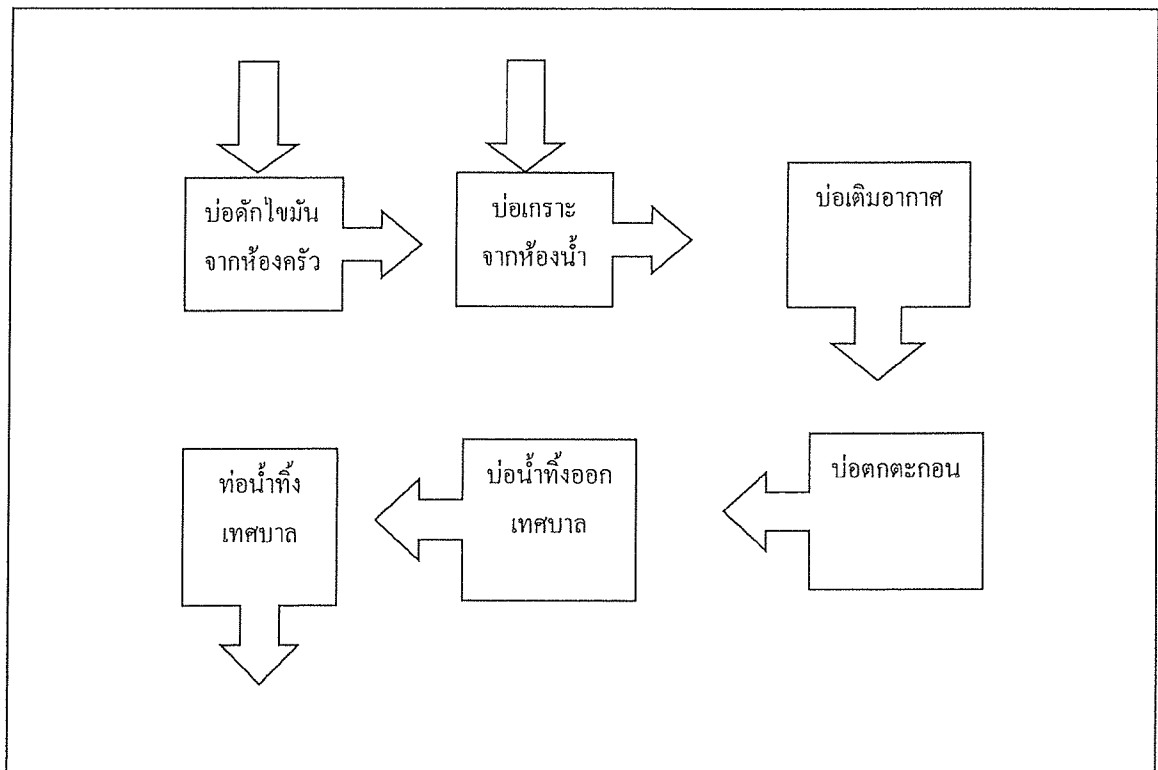 บ่อดักไขมัน
จากห้องครัว
บ่อเกราะ
จากห้องน้ำ
บ่อเติมอากาศ
ท่อน้ำทิ้ง
เทศบาล
บ่อน้ำทิ้งออก
เทศบาล
บ่อตกตะกอน